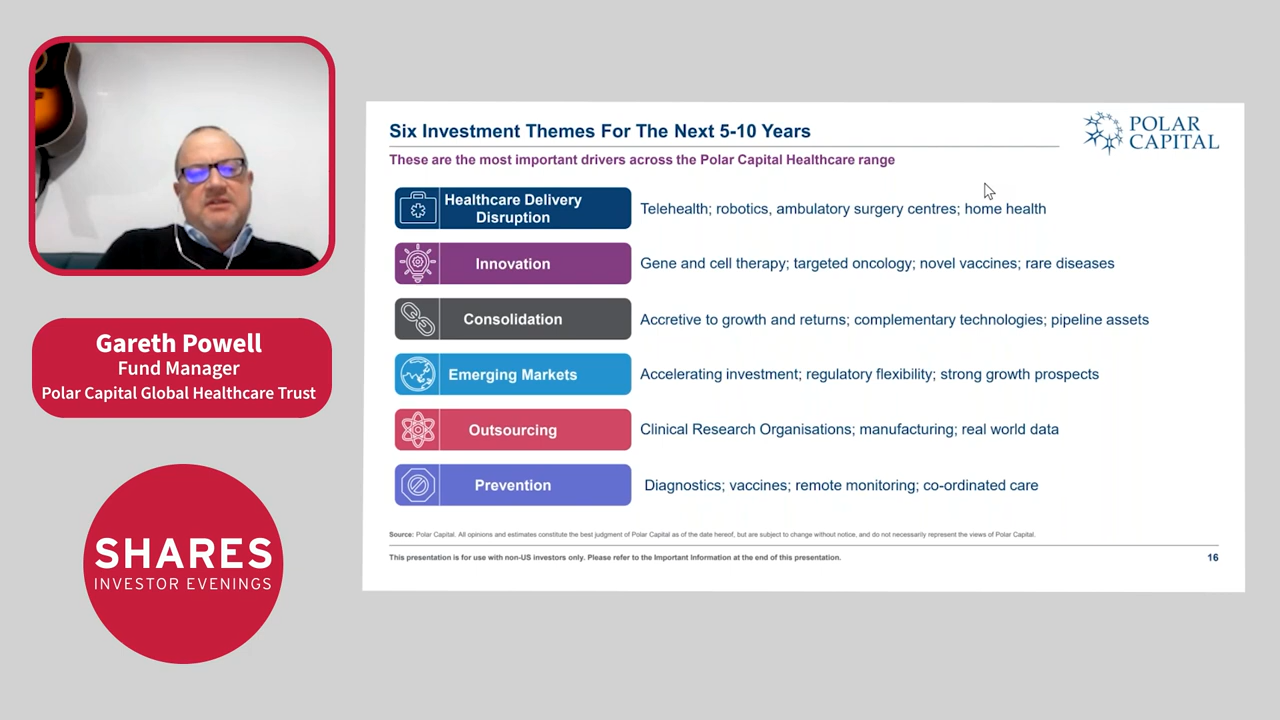 Gareth Powell
Fund Manager
Polar Capital Global Healthcare Trust
SHARES
INVESTOR EVENINGS
Six Investment Themes For The Next 5-10 Years
POLAR
CAPITAL
These are the most important drivers across the Polar Capital Healthcare range
Healthcare Delivery
Disruption
Telehealth; robotics, ambulatory surgery centres; home health
Innovation
Gene and cell therapy; targeted oncology; novel vaccines; rare diseases
Consolidation
Accretive to growth and returns; complementary technologies; pipeline assets
Emerging Markets
Accelerating investment; regulatory flexibility; strong growth prospects
Outsourcing
Clinical Research Organisations; manufacturing; real world data
Prevention
Diagnostics; vaccines; remote monitoring; co-ordinated care
Source: Polar Capital. All opinions and estimates constitute the best judgment of Polar Capital as of the date hereof, but are subject to change without notice, and do not necessarily represent the views of Polar Capital.
This presentation is for use with non-US investors only. Please refer to the Important Information at the end of this presentation.
16